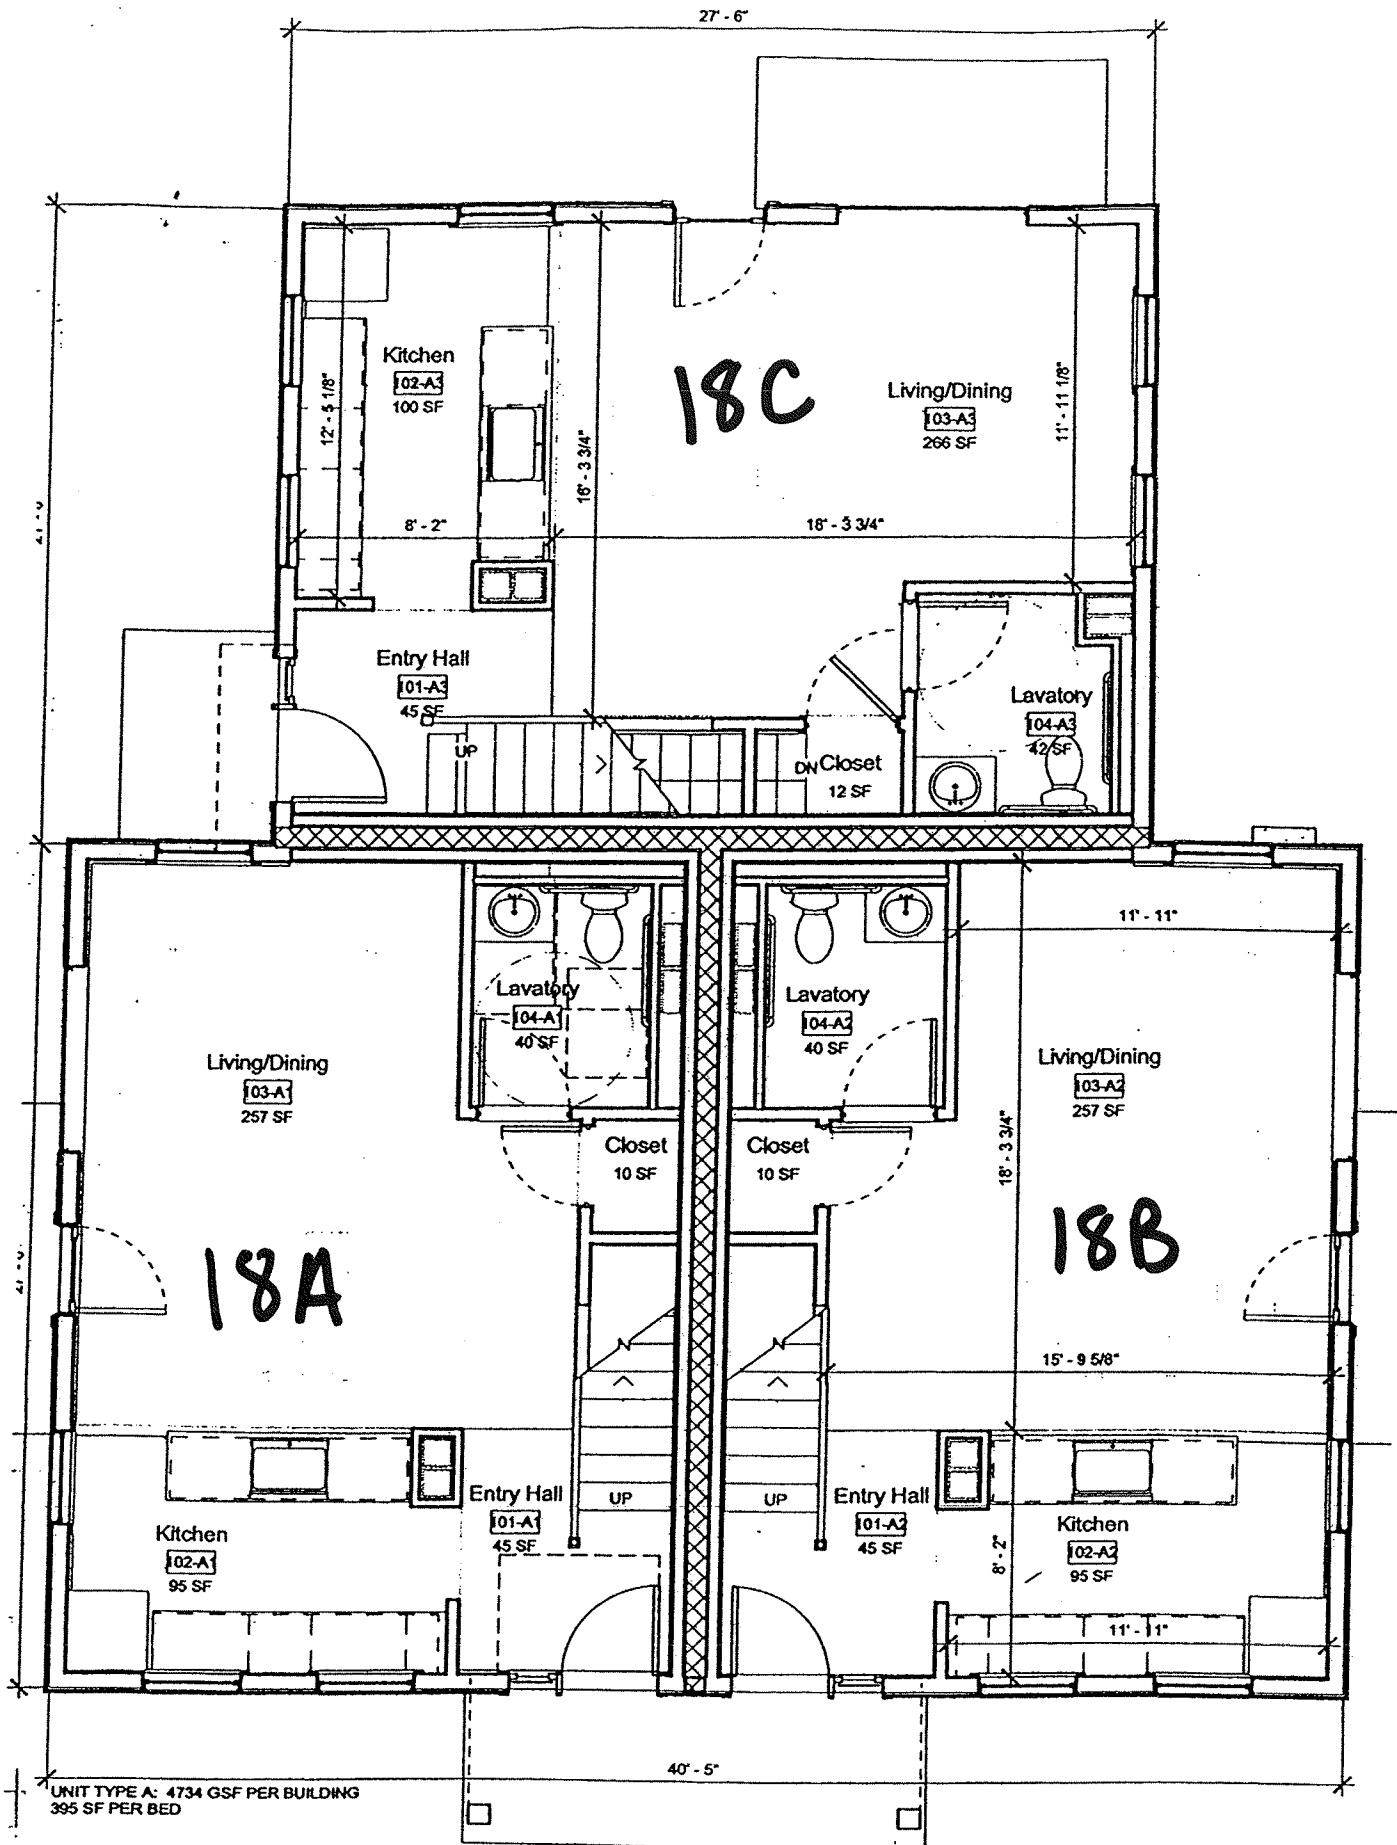 27' - 6"
Kitchen
102-A3
100 SF
12' - 5 1/8"
16' - 3 3/4"
18C
Living/Dining
103-A3
266 SF
11' - 11 1/8"
8' - 2"
18' - 3 3/4"
Entry Hall
101-A3
45 SF
UP
DN
Closet
12 SF
Lavatory
104-A3
42 SF
Lavatory
104-A1
40 SF
Lavatory
104-A2
40 SF
11' - 11"
Living/Dining
103-A1
257 SF
Living/Dining
103-A2
257 SF
Closet
10 SF
Closet
10 SF
18' - 3 3/4"
18A
18B
15' - 9 5/8"
UP
UP
Entry Hall
101-A1
45 SF
Entry Hall
101-A2
45 SF
Kitchen
102-A1
95 SF
Kitchen
102-A2
95 SF
8' - 2"
11' - 11"
40' - 5"
UNIT TYPE A: 4734 GSF PER BUILDING
395 SF PER BED